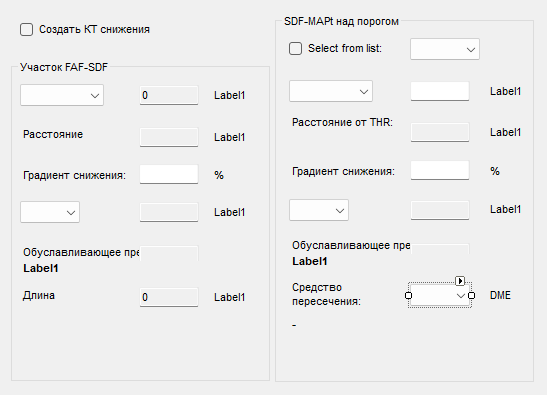 Создать КТ снижения
Участок FAF-SDF
0
Label1
Расстояние
Label1
Градиент снижения:
%
Label1
Обуславливающее пре
Label1
Длина
0
Label1
SDF-MAPt над порогом
Select from list:
Label1
Расстояние от THR:
Label1
Градиент снижения:
%
Label1
Обуславливающее пре
Label1
Средство
пересечения:
DME
-